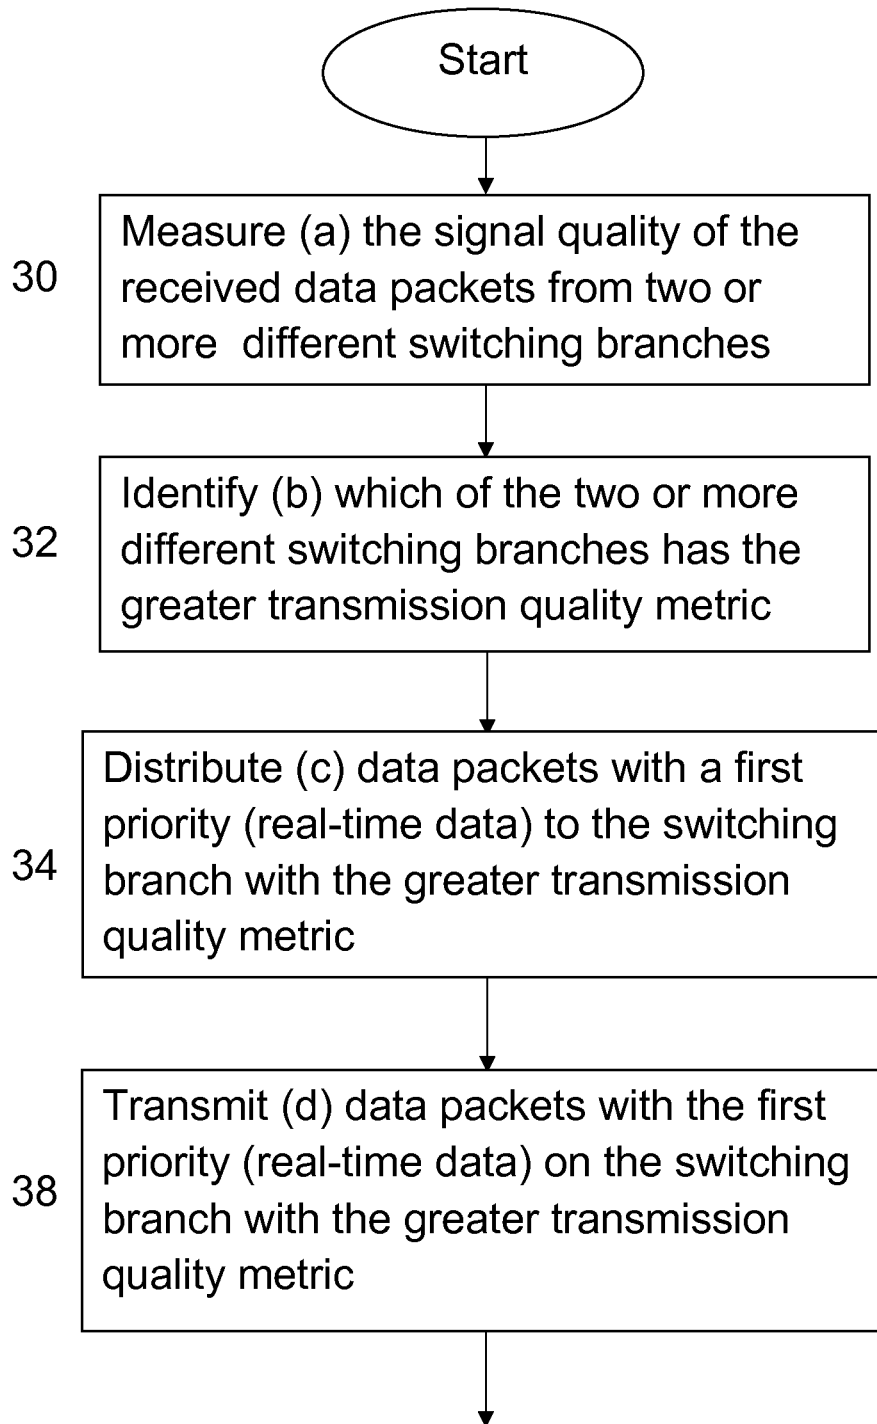 Start
30
Measure (a) the signal quality of the
received data packets from two or
more  different switching branches
32
Identify (b) which of the two or more
different switching branches has the
greater transmission quality metric
34
Distribute (c) data packets with a first
priority (real-time data) to the switching
branch with the greater transmission
quality metric
38
Transmit (d) data packets with the first
priority (real-time data) on the switching
branch with the greater transmission
quality metric